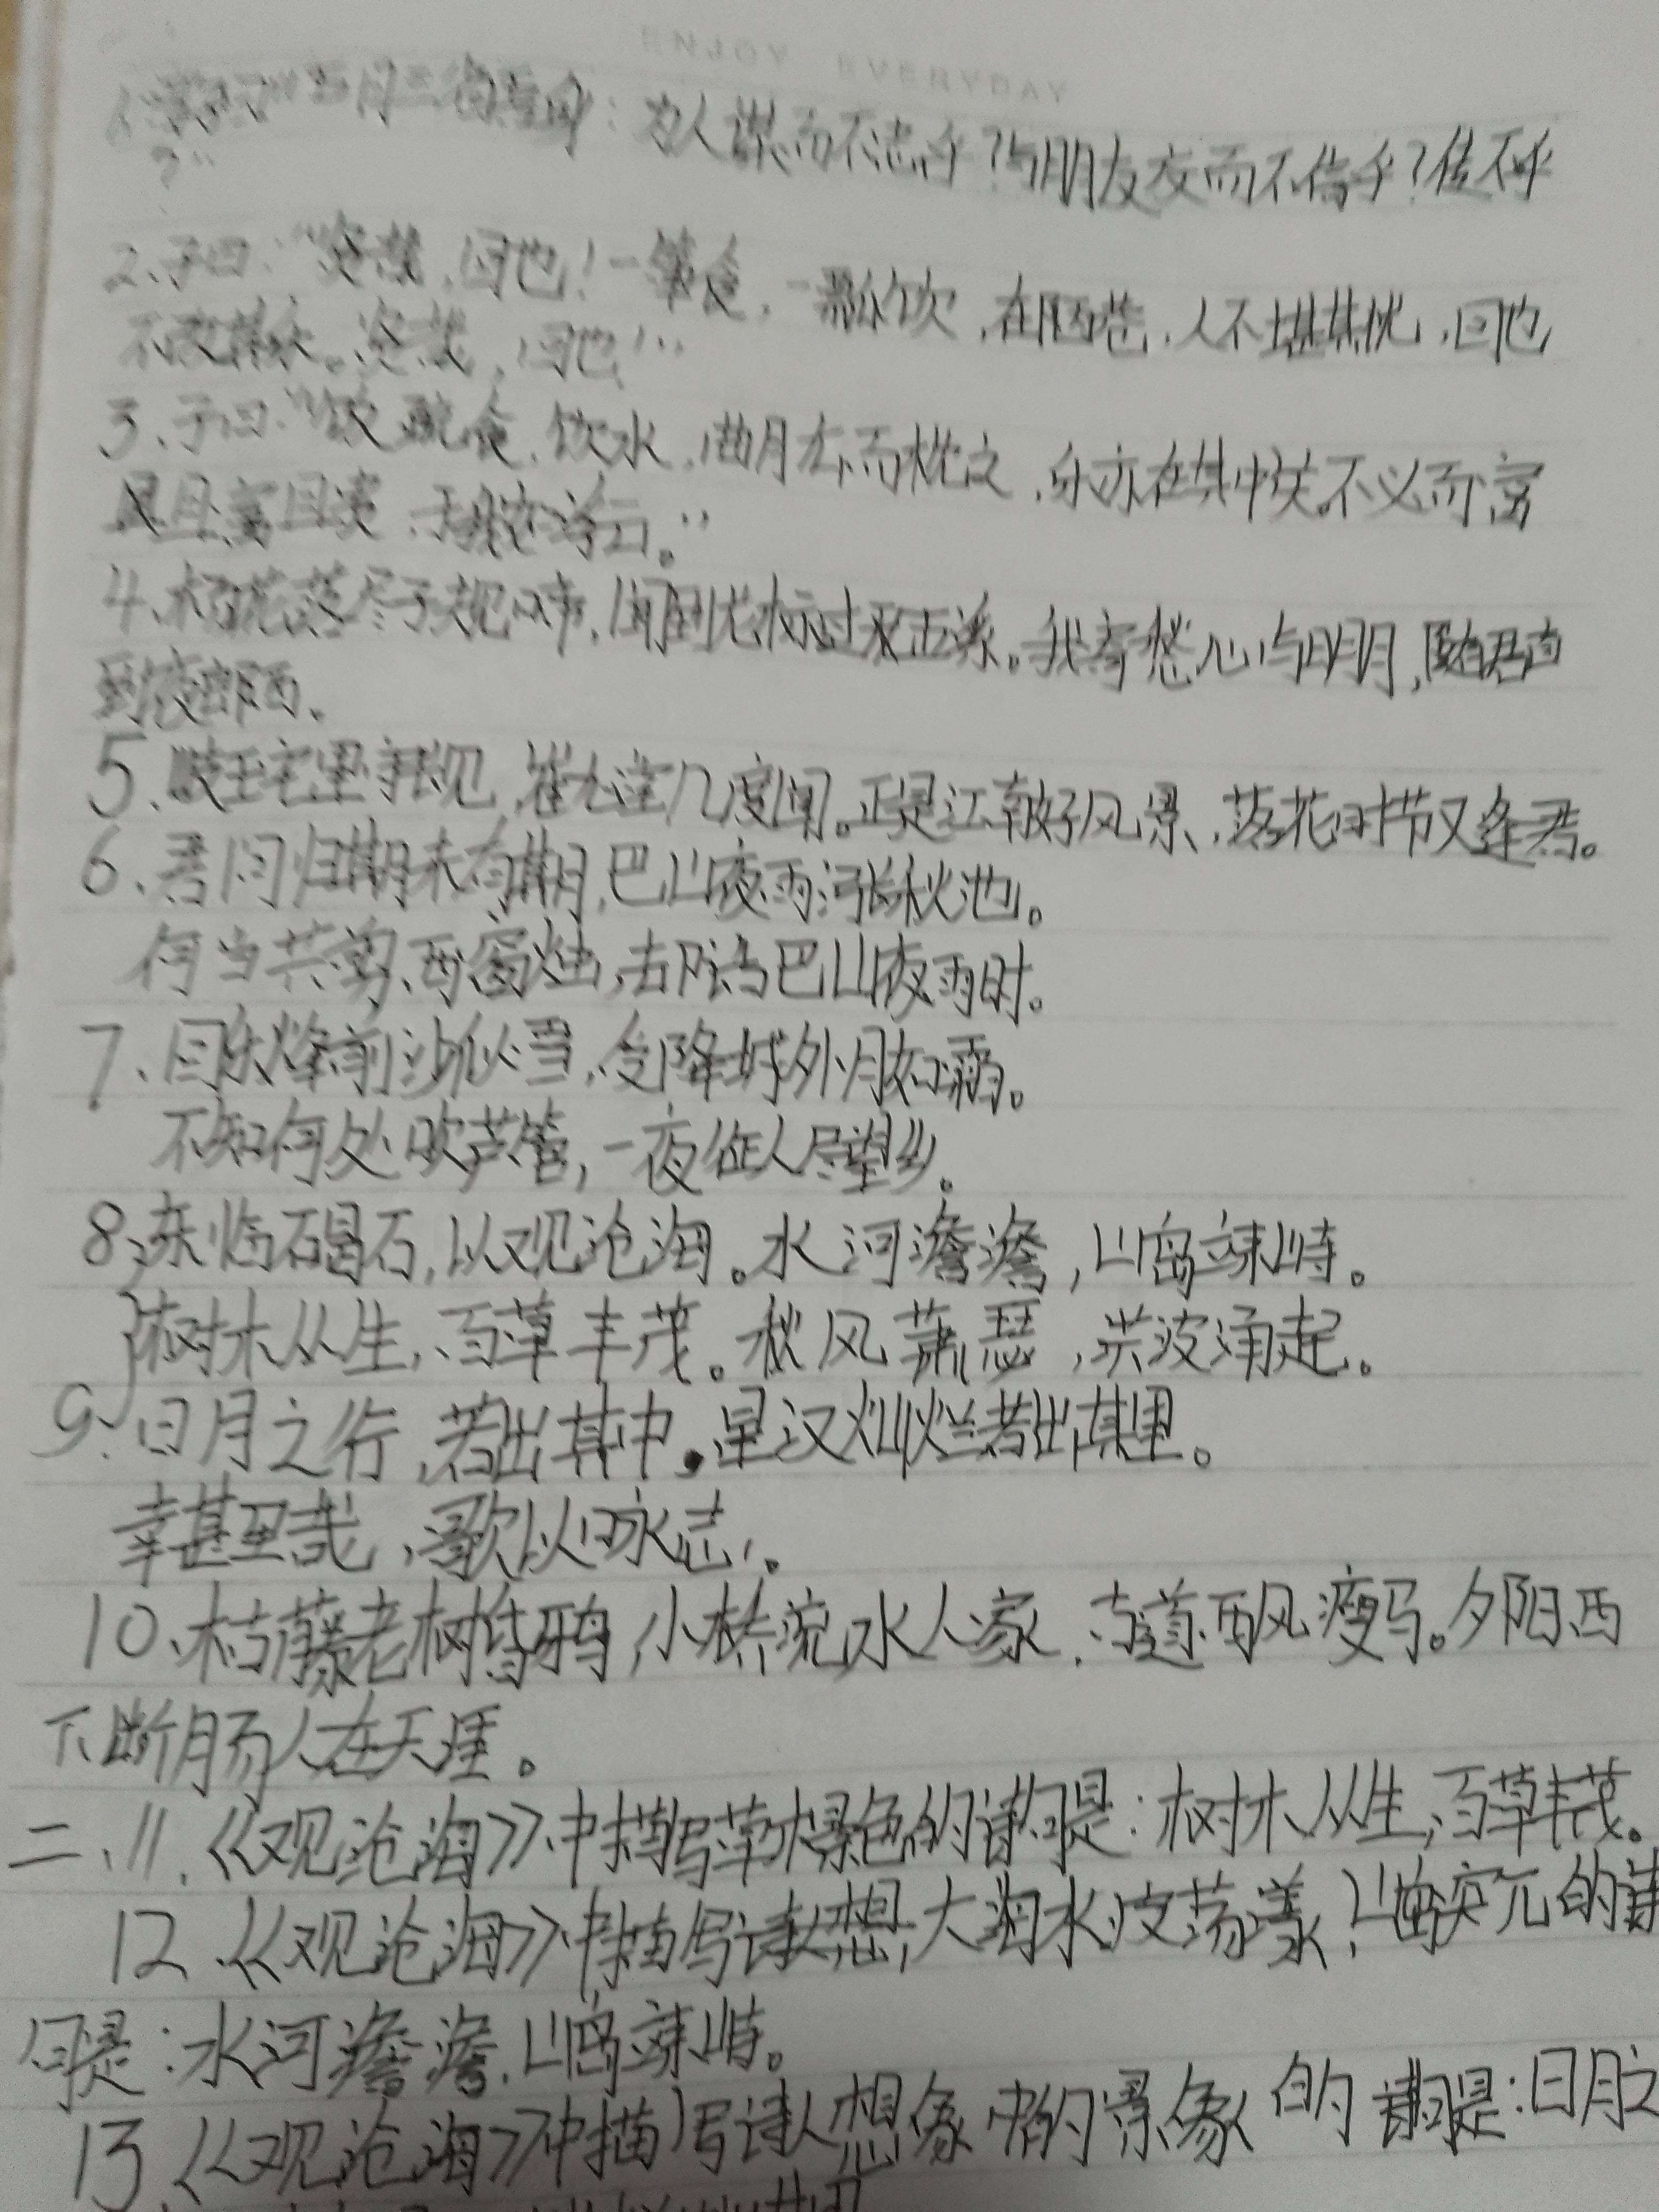 ENJOY EVERYDAY
为人谋而不忠乎？与朋友交而不信乎？传不乎
？”
2、子曰：“贤哉，回也！一箪食，一瓢饮，在陋巷，人不堪其忧，回也
不改其乐。贤哉，回也！”
3、子曰：“饭疏食，饮水，曲肱而枕之，乐亦在其中矣。不义而富
且贵，于我如浮云。”
4、杨花落尽子规啼，闻道龙标过五溪。我寄愁心与明月，随君直
到夜郎西。
5、岐王宅里寻常见，崔九堂几度闻。正是江南好风景，落花时节又逢君。
6、君问归期未有期，巴山夜雨涨秋池。
何当共剪西窗烛，却话巴山夜雨时。
7、回乐烽前沙似雪，受降城外月如霜。
不知何处吹芦管，一夜征人尽望乡。
8、东临碣石，以观沧海。水河澹澹，山岛竦峙。
树木从生，百草丰茂。秋风萧瑟，洪波涌起。
9、日月之行，若出其中。星汉灿烂若出其里。
幸甚至哉，歌以咏志。
10、枯藤老树昏鸦，小桥流水人家，古道西风瘦马。夕阳西
下，断肠人在天涯。
二、11.《观沧海》中描写草木景色的诗句是：树木从生，百草丰茂。
12.《观沧海》中描写诗人想，大海水波荡漾，山岛突兀的诗
句是：水河澹澹，山岛竦峙。
13.《观沧海》中描写诗人想象中的景象的诗句是：日月之